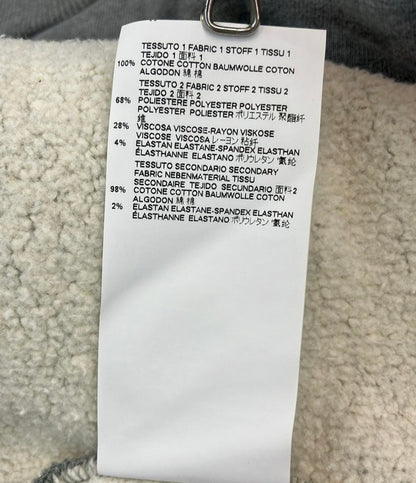 TESSUTO 1 FABRIC 1 STOFF 1 TISSU 1
TEJIDO 1 面料 1
100% COTONE COTTON BAUMWOLLE COTON
ALGODON 綿 棉
TESSUTO 2 FABRIC 2 STOFF 2 TISSU 2
TEJIDO 2 面料 2
68% POLIESTERE POLYESTER POLYESTER
POLYESTER POLIESTER ポリエステル 聚酯纤
维
28% VISCOSA VISCOSE-RAYON VISKOSE
VISCOSE VISCOSA レーヨン 粘纤
4% ELASTAN ELASTANE-SPANDEX ELASTHAN
ÉLASTHANNE ELASTANO ポリウレタン 氨纶
TESSUTO SECONDARIO SECONDARY
FABRIC NEBENMATERIAL TISSU
SECONDAIRE TEJIDO SECUNDARIO 面料2
98% COTONE COTTON BAUMWOLLE COTON
ALGODON 綿 棉
2% ELASTAN ELASTANE-SPANDEX ELASTHAN
ÉLASTHANNE ELASTANO ポリウレタン 氨纶